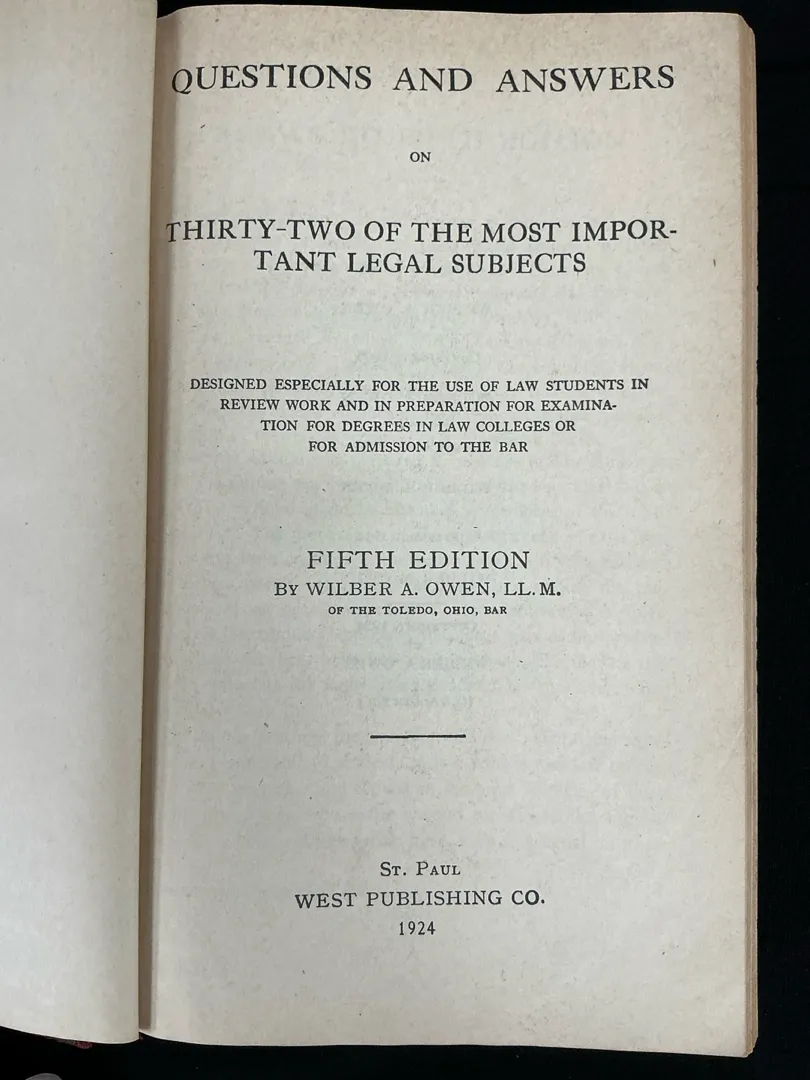 QUESTIONS AND ANSWERS
ON
THIRTY-TWO OF THE MOST IMPOR-
TANT LEGAL SUBJECTS
DESIGNED ESPECIALLY FOR THE USE OF LAW STUDENTS IN
REVIEW WORK AND IN PREPARATION FOR EXAMINA-
TION FOR DEGREES IN LAW COLLEGES OR
FOR ADMISSION TO THE BAR
FIFTH EDITION
BY WILBER A. OWEN, LL.M.
OF THE TOLEDO, OHIO, BAR
ST. PAUL
WEST PUBLISHING CO.
1924